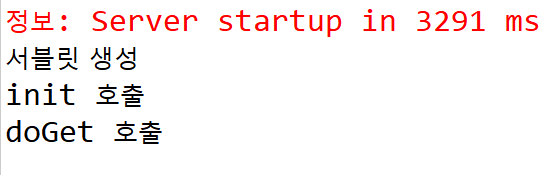 정보: Server startup in 3291 ms
서블릿 생성
init 호출
doGet 호출